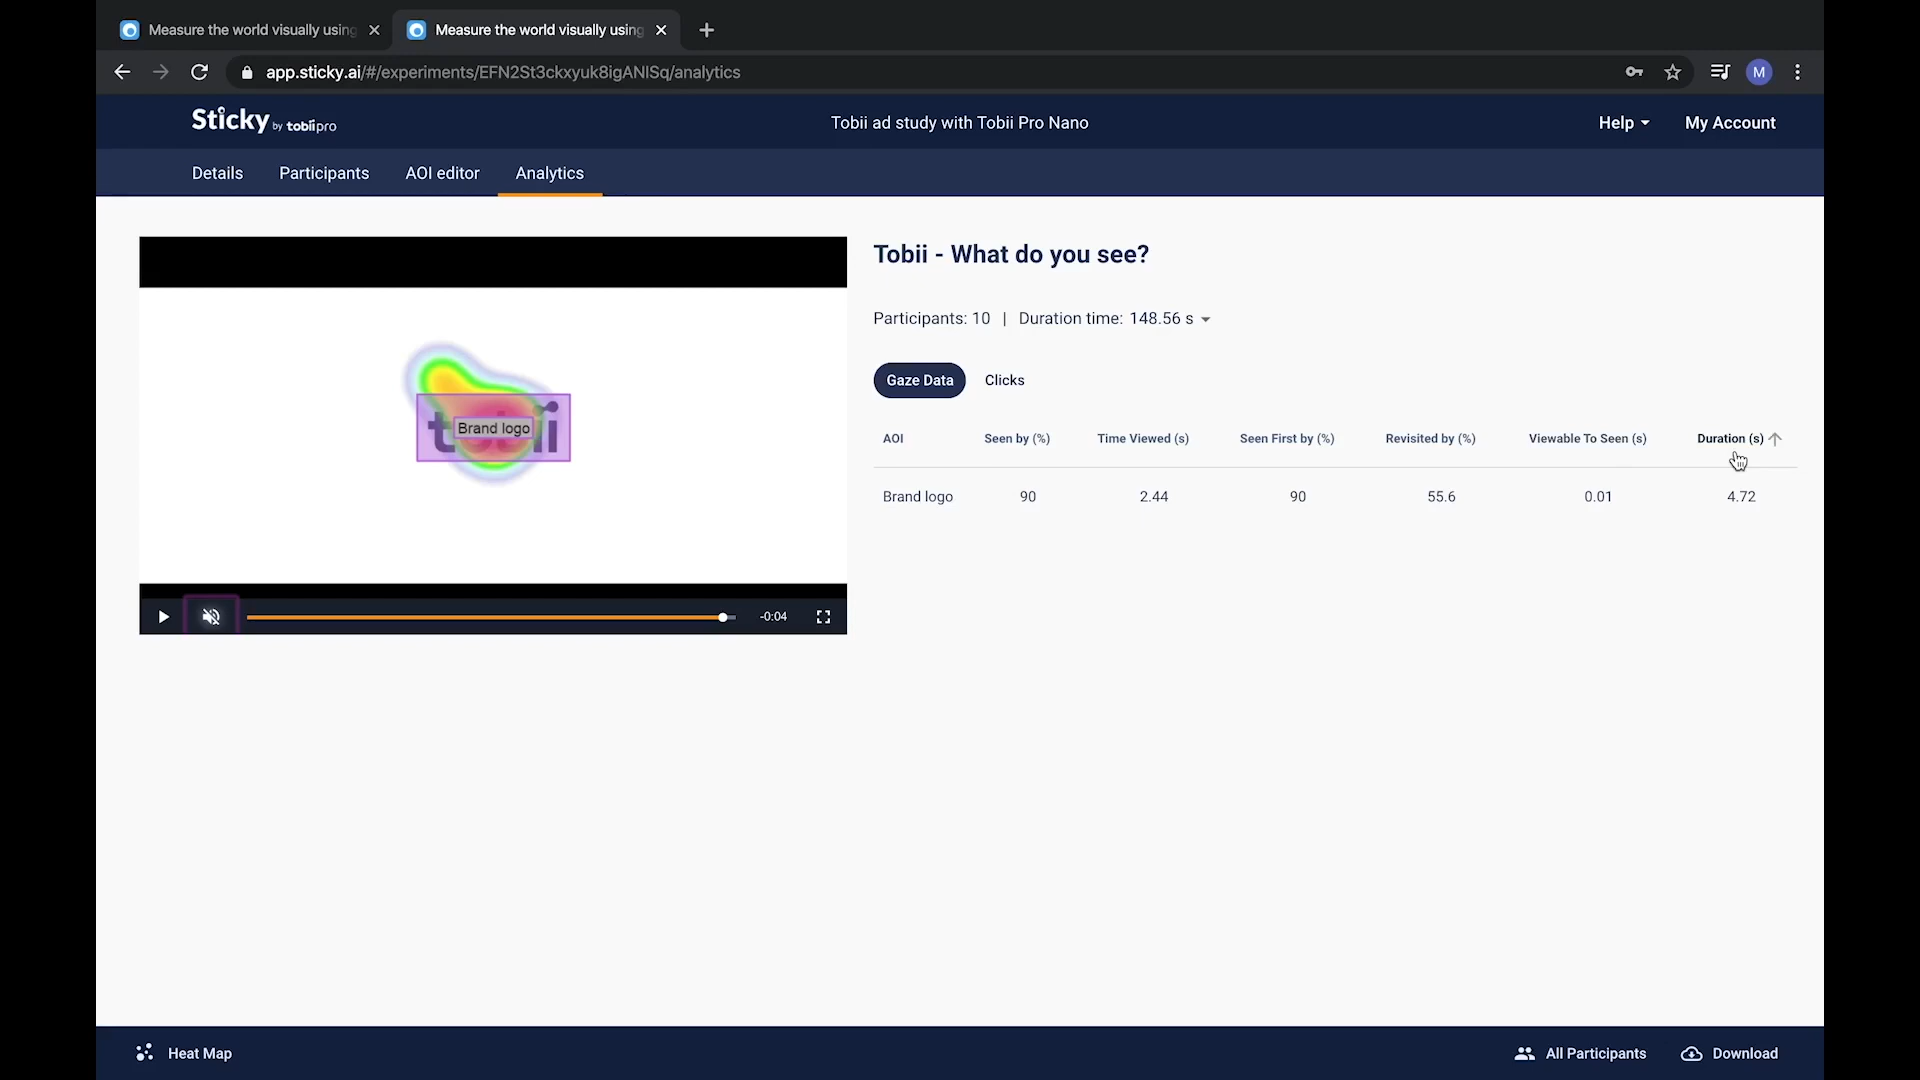 Measure the world visually using
Measure the world visually using
app.sticky.ai/#/experiments/EFN2St3ckxyuk8igANlSq/analytics
M
Sticky by tobiipro
Tobii ad study with Tobii Pro Nano
Help
My Account
Details
Participants
AOI editor
Analytics
Tobii - What do you see?
Participants: 10 | Duration time: 148.56 s
Gaze Data
Clicks
AOI Seen by (%) Time Viewed (s) Seen First by (%) Revisited by (%) Viewable To Seen (s) Duration (s)
Brand logo 90 2.44 90 55.6 0.01 4.72
tobii
Brand logo
-0:04
Heat Map
All Participants
Download